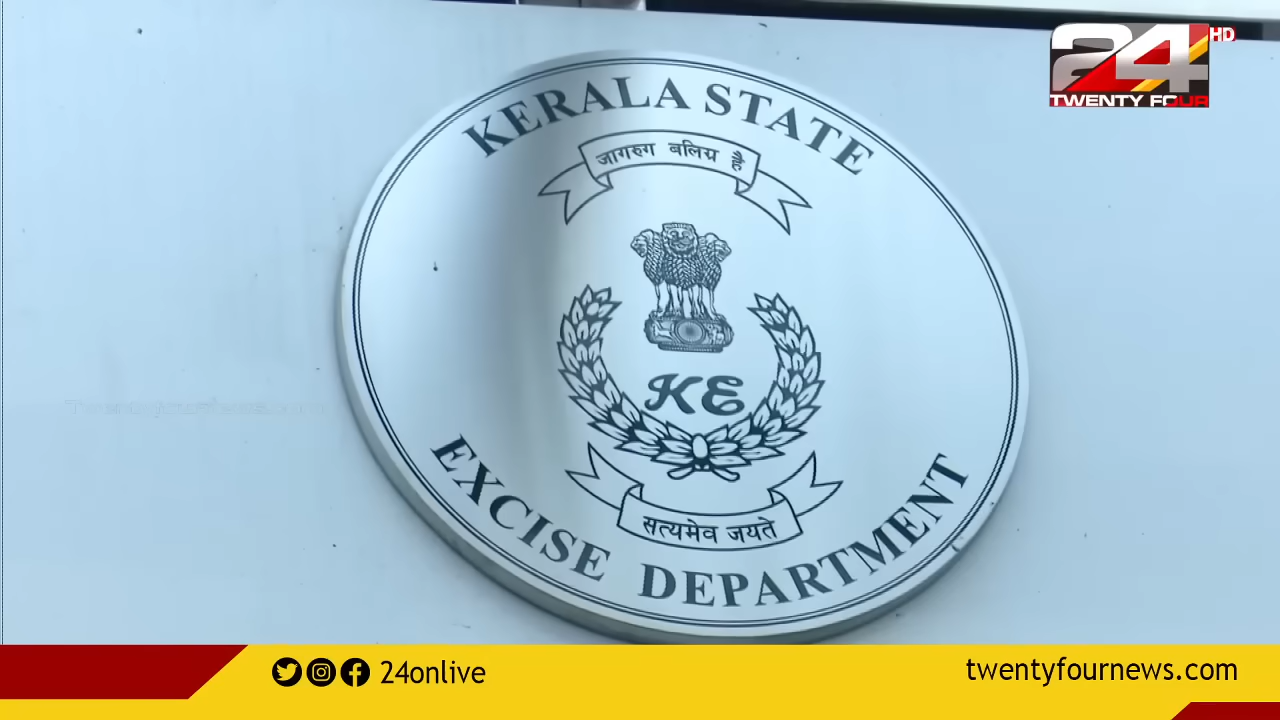 24 HD
TWENTY FOUR
KERALA STATE
जागरुग बलिग्र है
KE
सत्यमेव जयते
EXCISE DEPARTMENT
24onlive
twentyfournews.com